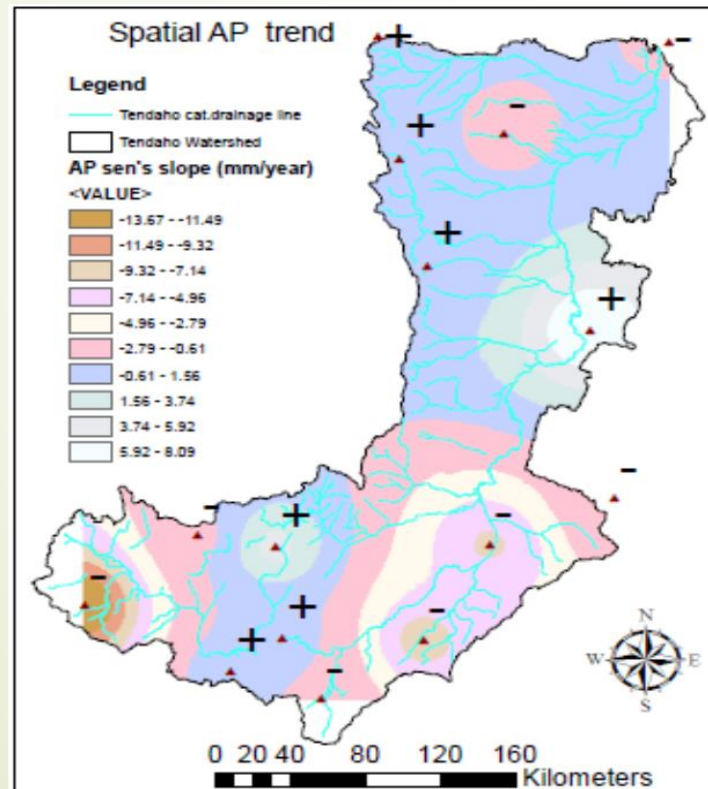 Spatial AP trend
Legend
Tendaho cat.drainage line
Tendaho Watershed
AP sen's slope (mm/year)
<VALUE>
-13.67 - -11.49
-11.49 - -9.32
-9.32 - -7.14
-7.14 - -4.96
-4.96 - -2.79
-2.79 - -0.61
-0.61 - 1.56
1.56 - 3.74
3.74 - 5.92
5.92 - 8.09
N
W E
S
0 20 40 80 120 160
Kilometers